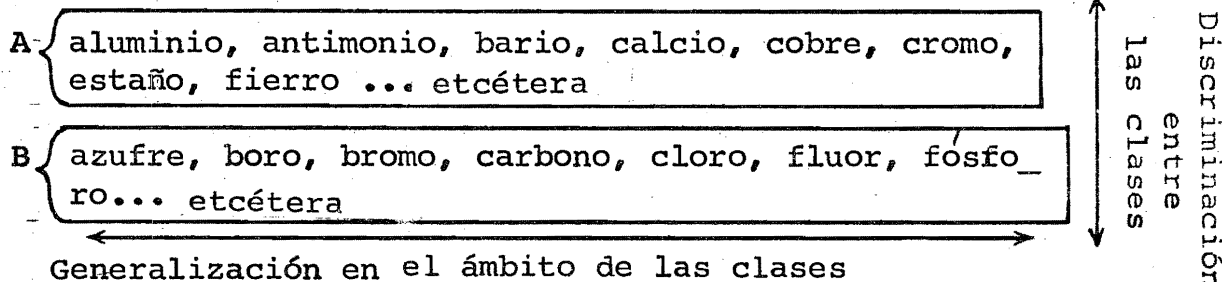 A aluminio, antimonio, bario, calcio, cobre, cromo,
estaño, fierro ... etcétera
B azufre, boro, bromo, carbono, cloro, fluor, fósfo_
ro... etcétera
Generalización en el ámbito de las clases
Discriminación
entre
las clases